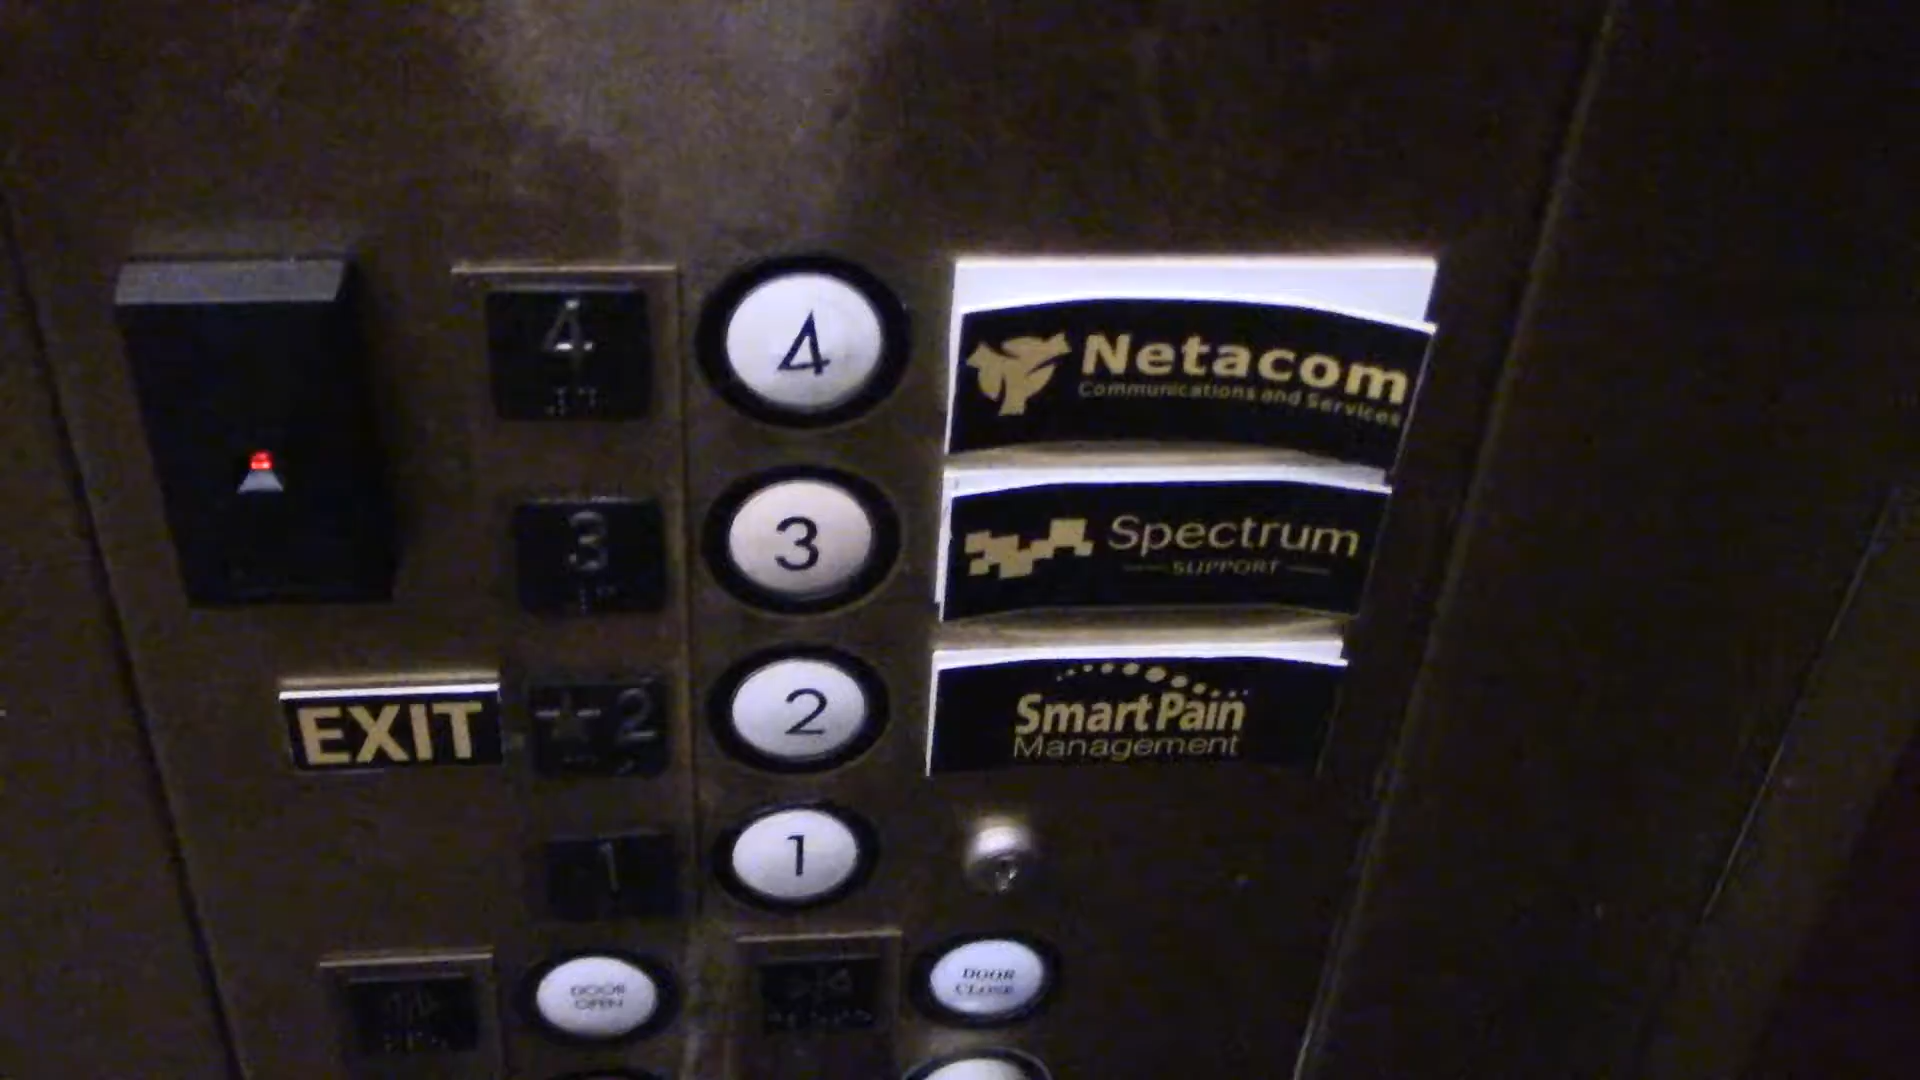 4
4
Netacom
Communications and Services
3
3
Spectrum
SUPPORT
EXIT
★2
2
SmartPain
Management
1
1
DOOR
OPEN
DOOR
CLOSE